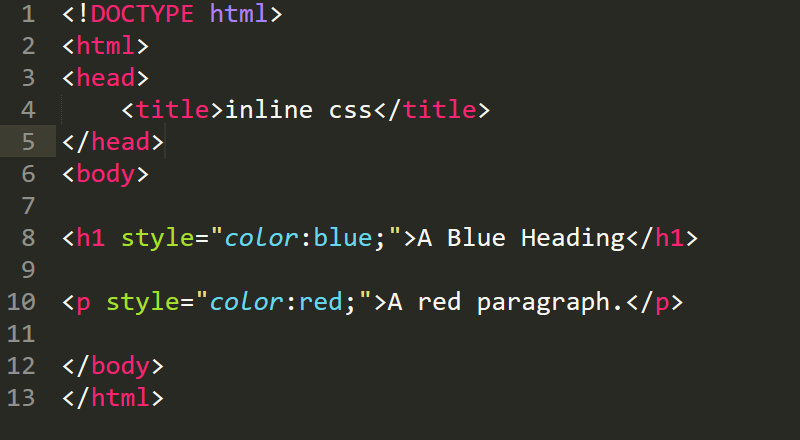 1 <!DOCTYPE html>
2 <html>
3 <head>
4     <title>inline css</title>
5 </head>
6 <body>
7
8 <h1 style="color:blue;">A Blue Heading</h1>
9
10 <p style="color:red;">A red paragraph.</p>
11
12 </body>
13 </html>